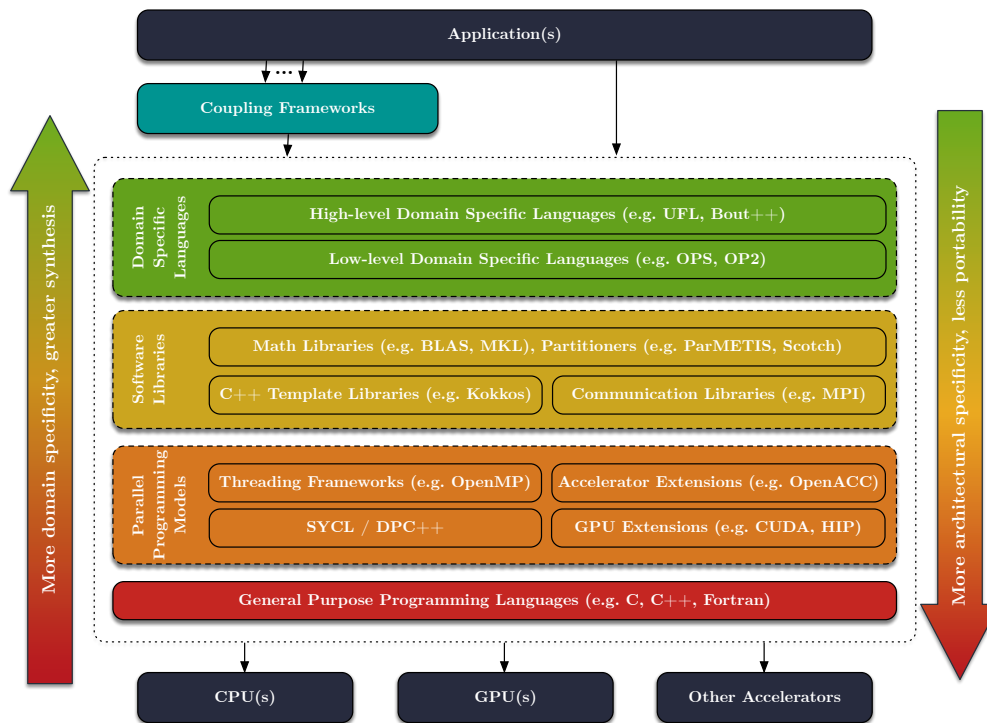 Application(s)
...
Coupling Frameworks
More domain specificity, greater synthesis
More architectural specificity, less portability
Domain
Specific
Languages
High-level Domain Specific Languages (e.g. UFL, Bout++)
Low-level Domain Specific Languages (e.g. OPS, OP2)
Software
Libraries
Math Libraries (e.g. BLAS, MKL), Partitioners (e.g. ParMETIS, Scotch)
C++ Template Libraries (e.g. Kokkos)
Communication Libraries (e.g. MPI)
Parallel
Programming
Models
Threading Frameworks (e.g. OpenMP)
Accelerator Extensions (e.g. OpenACC)
SYCL / DPC++
GPU Extensions (e.g. CUDA, HIP)
General Purpose Programming Languages (e.g. C, C++, Fortran)
CPU(s)
GPU(s)
Other Accelerators